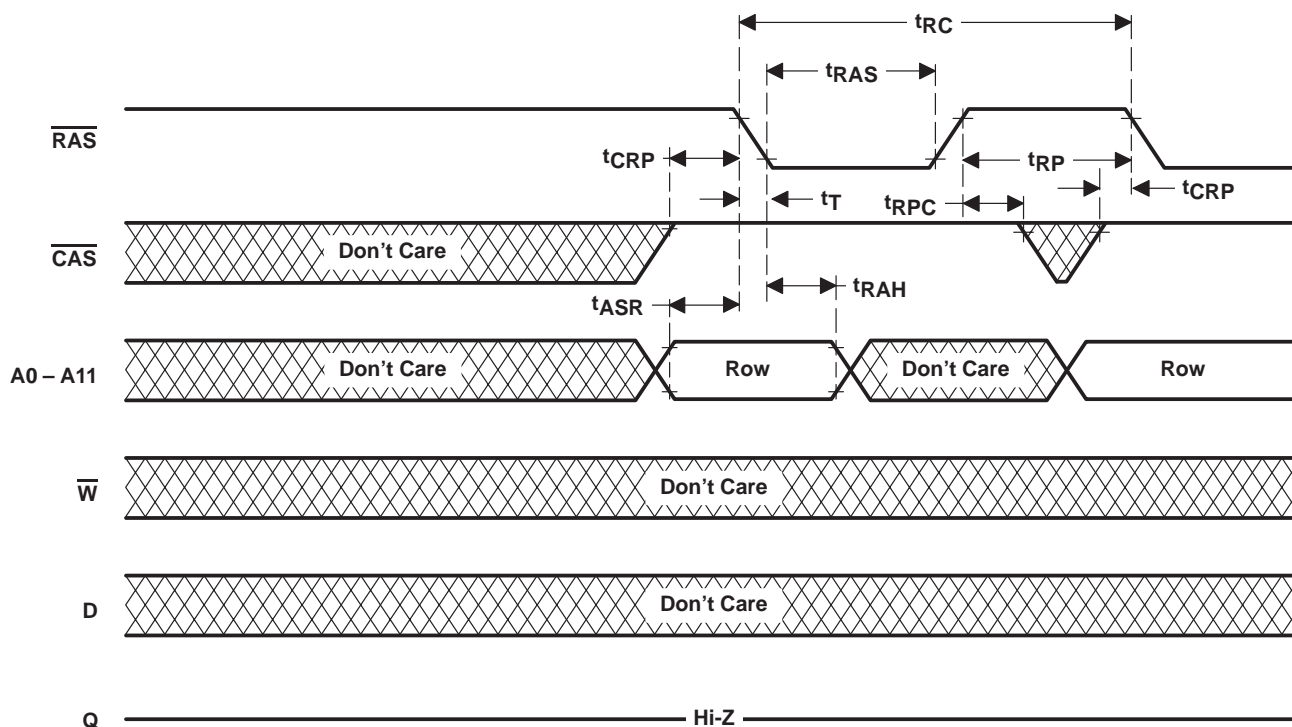 tRC
tRAS
RAS
tCRP
tRP
tT
tRPC
tCRP
CAS
Don't Care
tRAH
tASR
A0 – A11
Don't Care
Row
Don't Care
Row
W
Don't Care
D
Don't Care
Q
Hi-Z